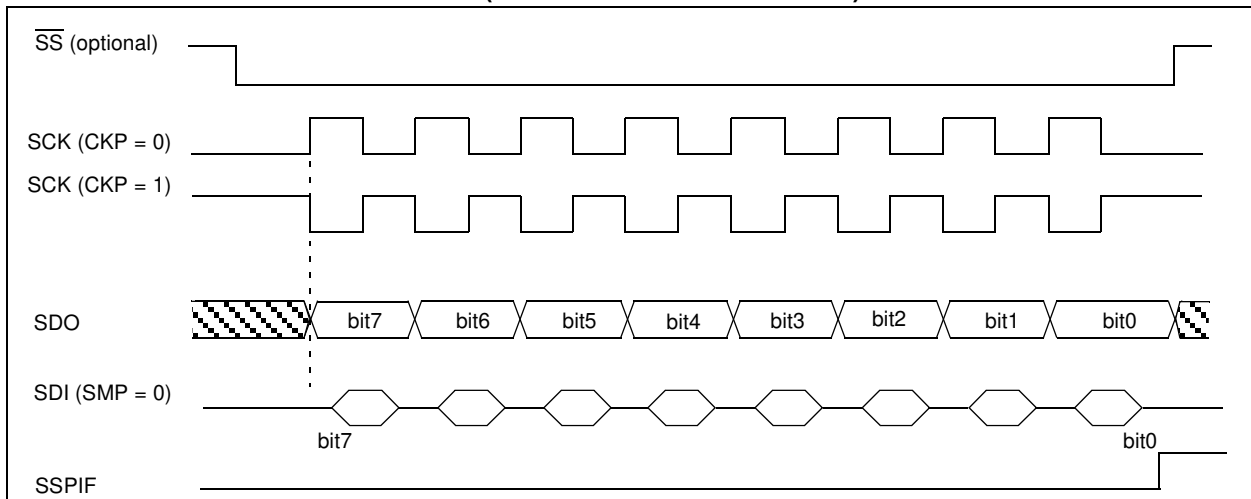 SS (optional)
SCK (CKP = 0)
SCK (CKP = 1)
SDO bit7 bit6 bit5 bit4 bit3 bit2 bit1 bit0
SDI (SMP = 0)
bit7 bit0
SSPIF